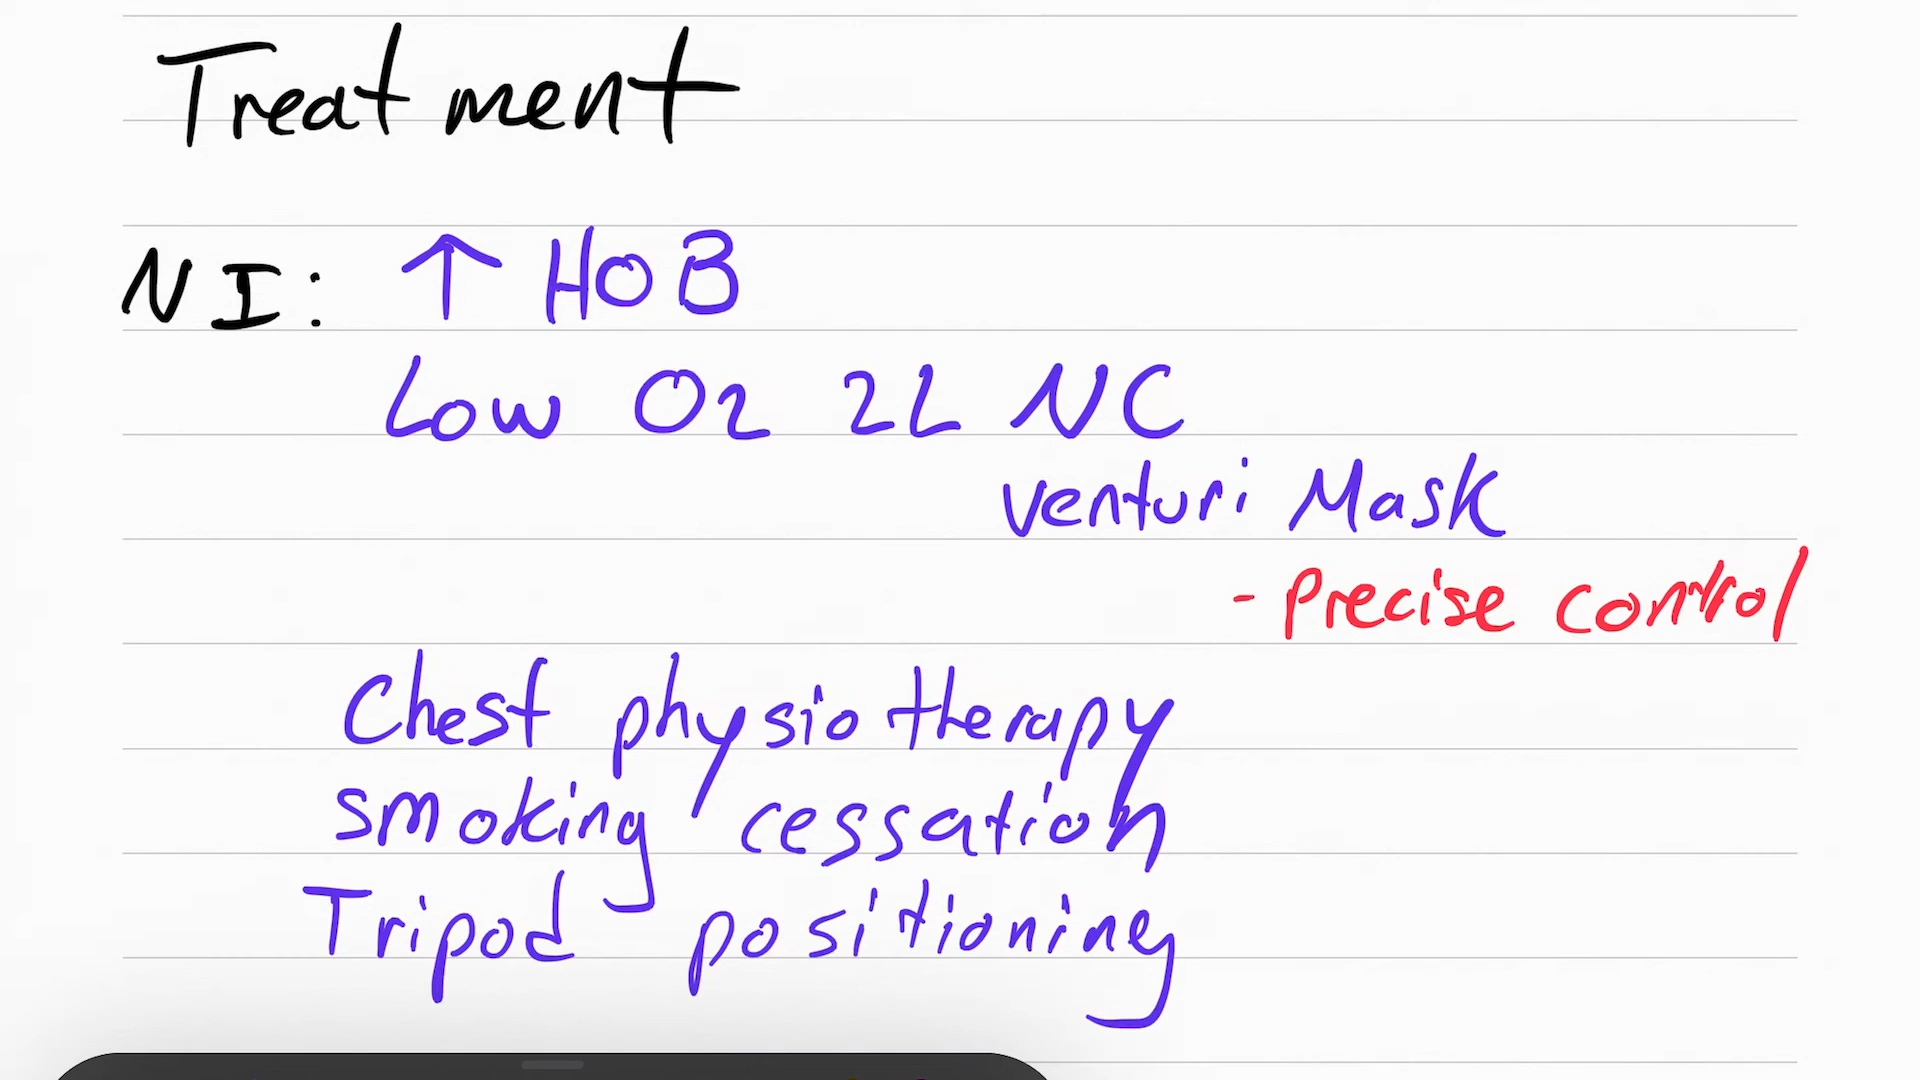 Treatment
NI: ↑ HOB
Low O2 2L NC
Venturi Mask
- Precise control
Chest physiotherapy
smoking cessation
Tripod positioning